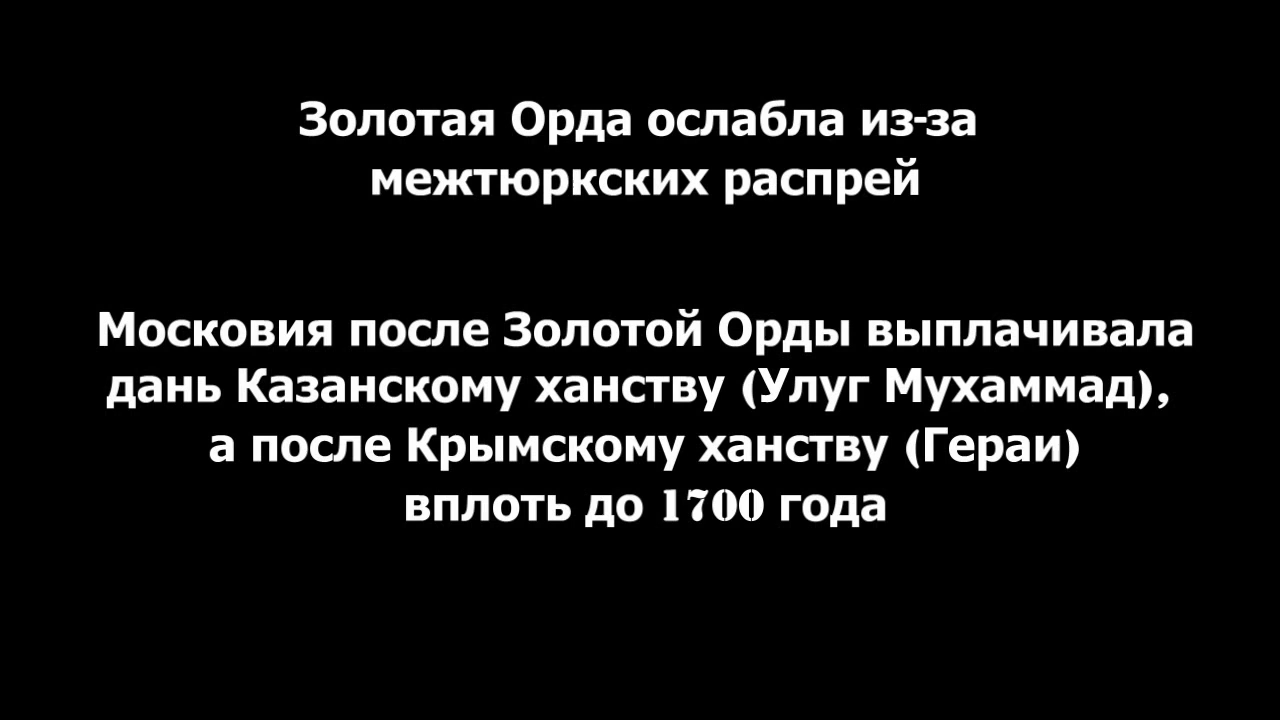 Золотая Орда ослабла из-за
межтюркских распрей
Московия после Золотой Орды выплачивала
дань Казанскому ханству (Улуг Мухаммад),
а после Крымскому ханству (Гераи)
вплоть до 1700 года